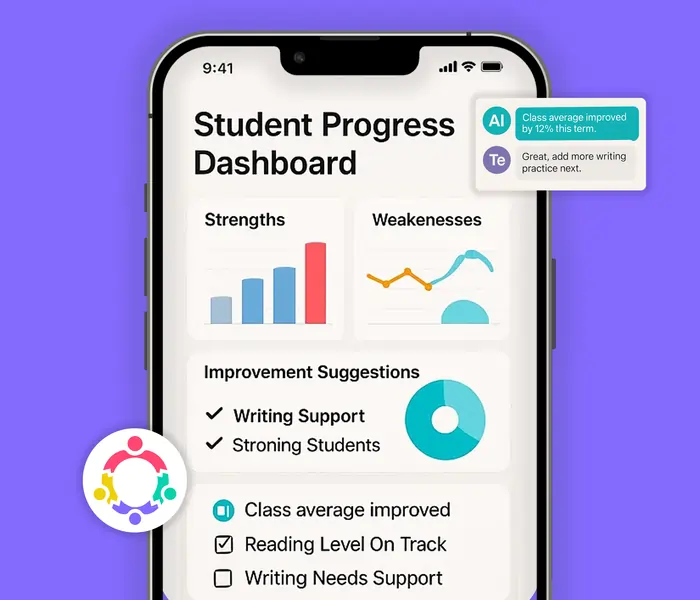 9:41
Student Progress
Dashboard
AI
Class average improved
by 12% this term.
Te
Great, add more writing
practice next.
Strengths
Weakenesses
Improvement Suggestions
Writing Support
Stroning Students
Class average improved
Reading Level On Track
Writing Needs Support